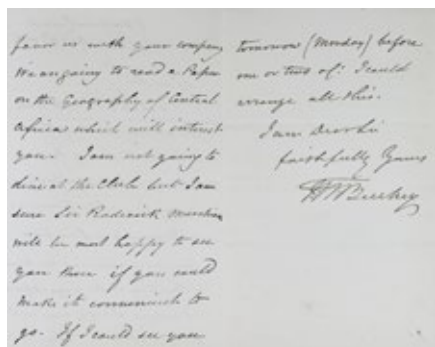 favor us with your company
We are going to read a Paper
on the Geography of Central
Africa which will interest
you. I am not going to
dine at the Club but I am
sure Sir Roderick Murchison
will be most happy to see
you there if you could
make it convenient to
go. If I could see you
tomorrow (Monday) before
one or two I could
arrange all this.
I am Dear Sir
faithfully Yours